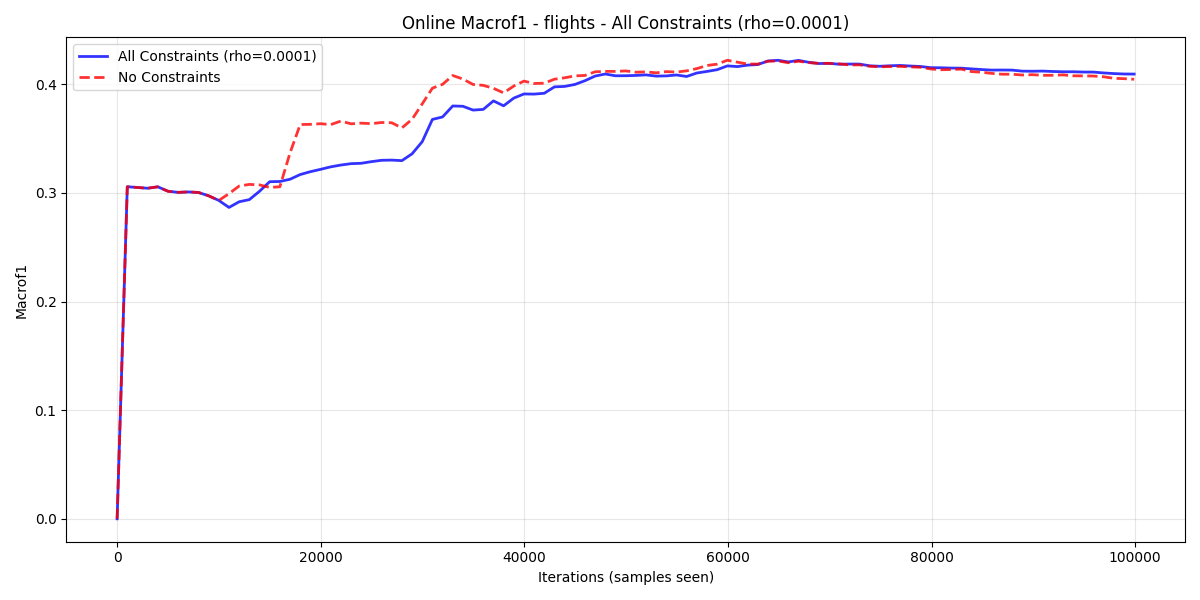 Online Macrof1 - flights - All Constraints (rho=0.0001)
All Constraints (rho=0.0001)
No Constraints
Macrof1
0.4
0.3
0.2
0.1
0.0
0 20000 40000 60000 80000 100000
Iterations (samples seen)